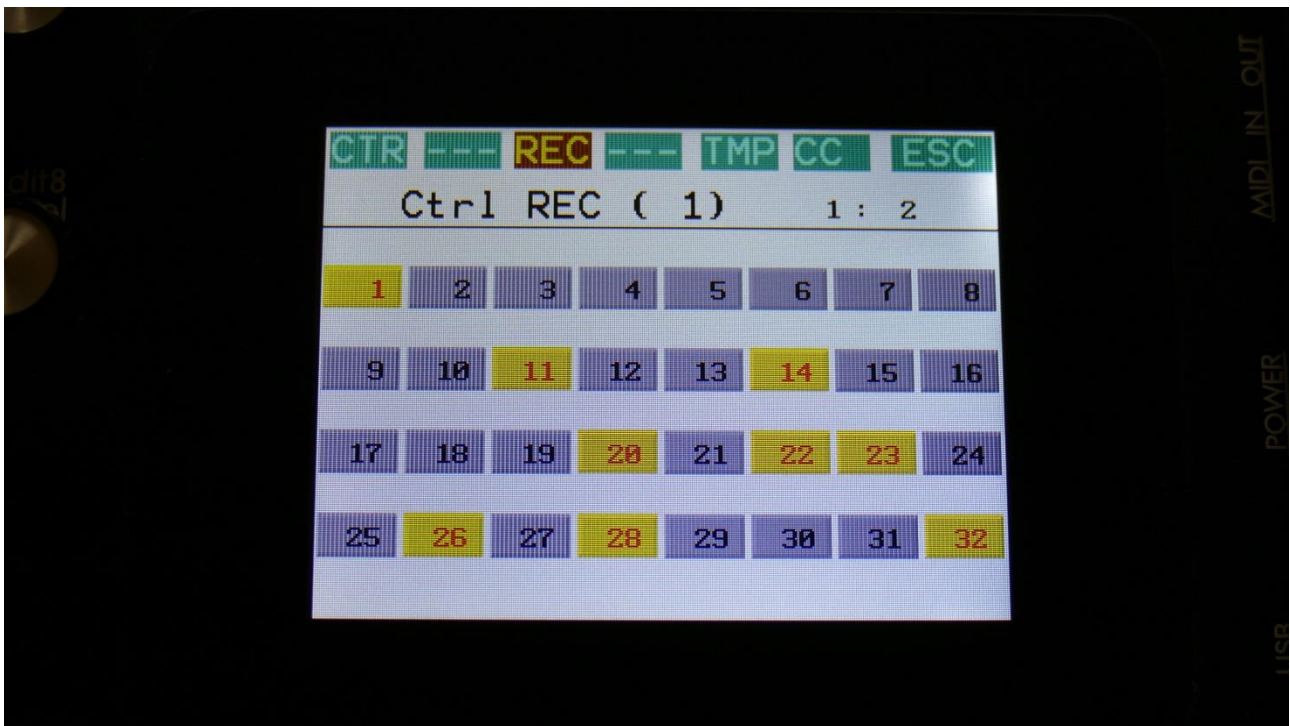 CTR --- REC --- TMP CC ESC
Ctrl REC ( 1) 1 : 2
1 2 3 4 5 6 7 8
9 10 11 12 13 14 15 16
17 18 19 20 21 22 23 24
25 26 27 28 29 30 31 32
dit8
MIDI IN OUT
POWER
USB